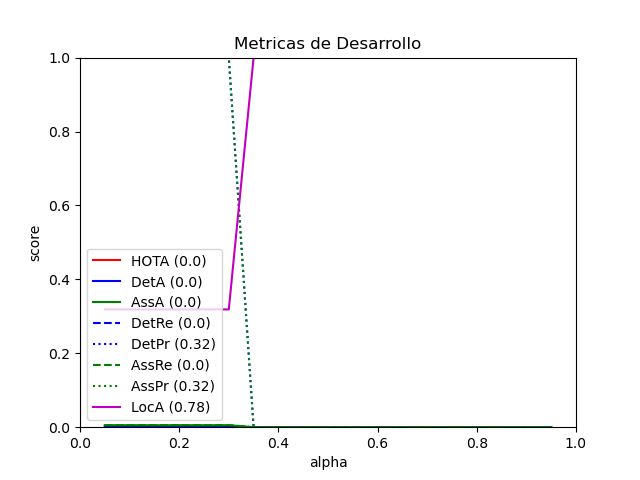 Metricas de Desarrollo
1.0
0.8
0.6
0.4
0.2
0.0
score
HOTA (0.0)
DetA (0.0)
AssA (0.0)
DetRe (0.0)
DetPr (0.32)
AssRe (0.0)
AssPr (0.32)
LocA (0.78)
0.0 0.2 0.4 0.6 0.8 1.0
alpha